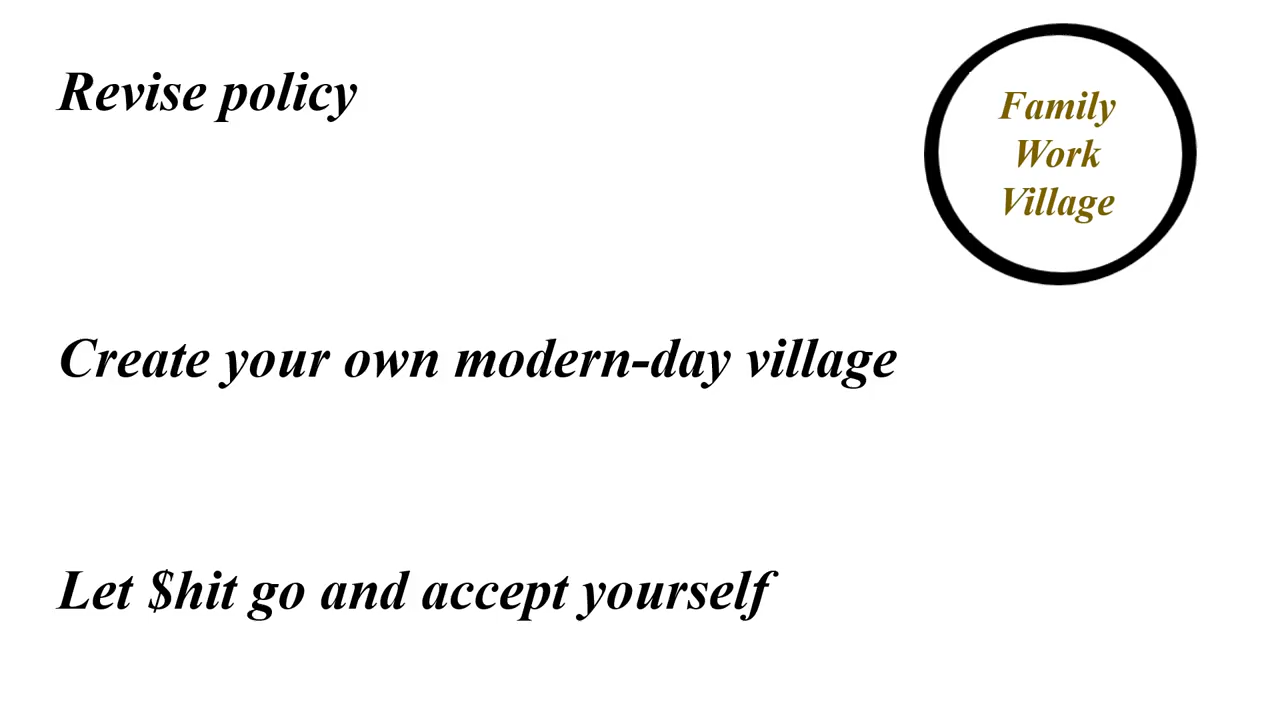 Revise policy
Family
Work
Village
Create your own modern-day village
Let $hit go and accept yourself